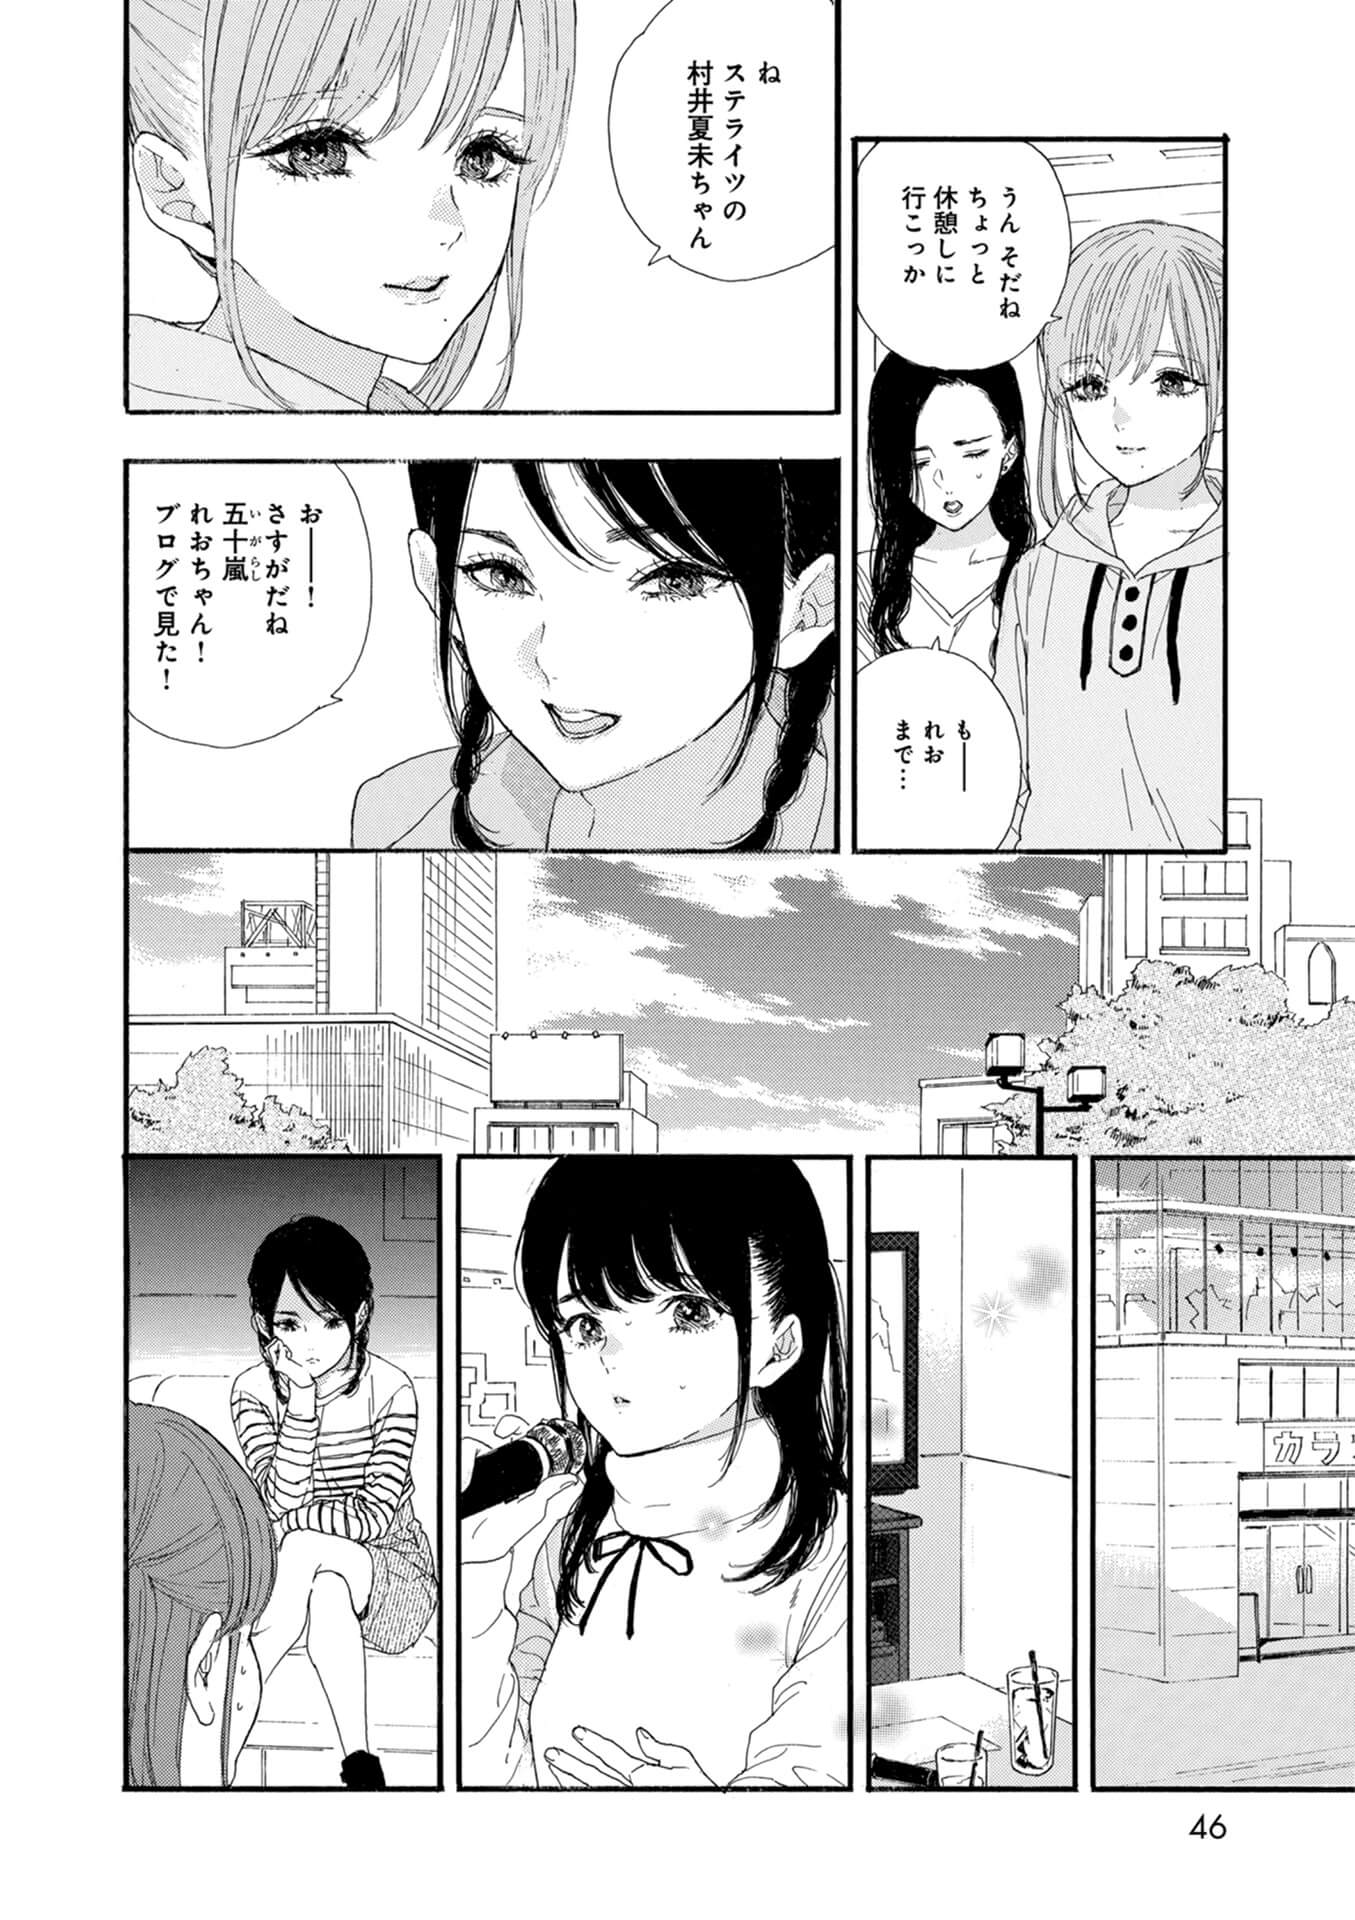 うん そだね
ちょっと
休憩しに
行こっか
もー
れお
まで…
ね
ステライツの
村井夏未ちゃん
おー！
さすがだね
五十嵐
いがらし
れおちゃん！
ブログで見た！
カラ
46